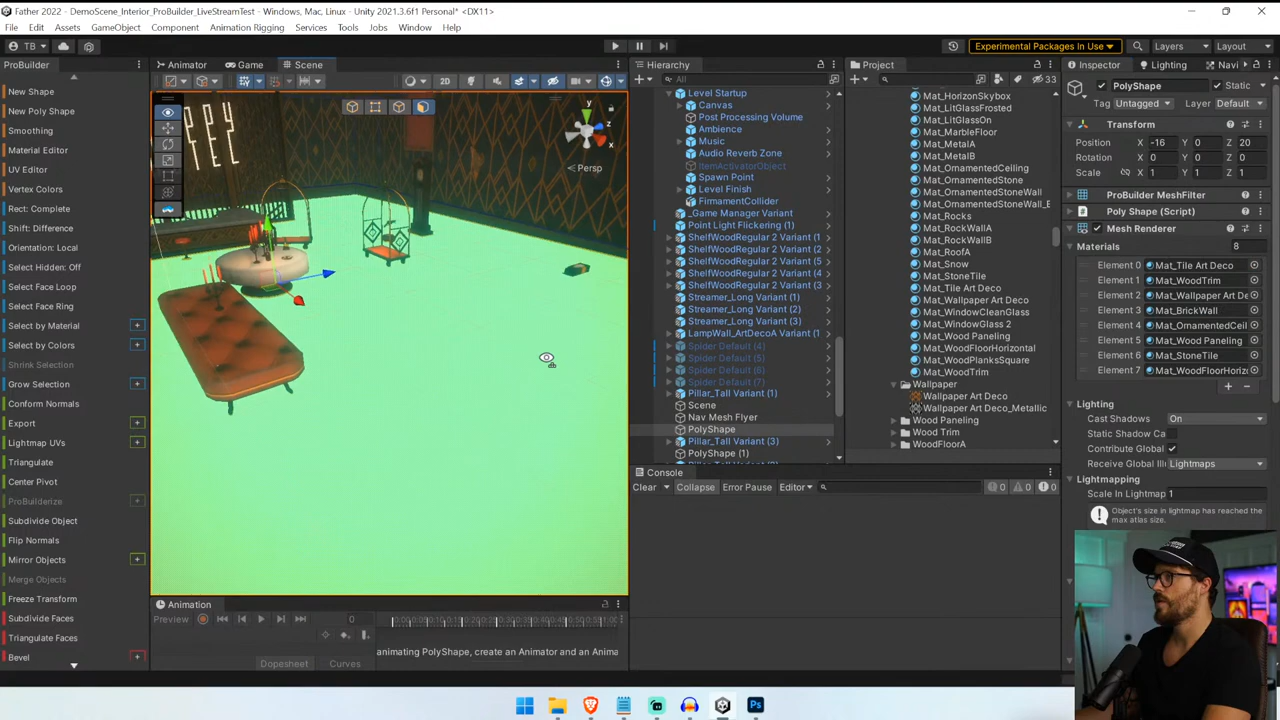 Father 2022 - DemoScene_Interior_ProBuilder_LiveStreamTest - Windows, Mac, Linux - Unity 2021.3.6f1 Personal* <DX11>
File Edit Assets GameObject Component Animation Rigging Services Tools Jobs Window Help
TB Experimental Packages In Use Layers Layout
ProBuilder
New Shape
New Poly Shape
Smoothing
Material Editor
UV Editor
Vertex Colors
Rect: Complete
Shift: Difference
Orientation: Local
Select Hidden: Off
Select Face Loop
Select Face Ring
Select by Material
Select by Colors
Shrink Selection
Grow Selection
Conform Normals
Export
Lightmap UVs
Triangulate
Center Pivot
ProBuilderize
Subdivide Object
Flip Normals
Mirror Objects
Merge Objects
Freeze Transform
Subdivide Faces
Triangulate Faces
Bevel
Animator Game Scene
2D
y
z
x
Persp
Animation
Preview 0
animating PolyShape, create an Animator and an Anima
Dopesheet Curves
Hierarchy
All
Level Startup
Canvas
Post Processing Volume
Ambience
Music
Audio Reverb Zone
ItemActivatorObject
Spawn Point
Level Finish
FirmamentCollider
_Game Manager Variant
Point Light Flickering (1)
ShelfWoodRegular 2 Variant (1
ShelfWoodRegular 2 Variant (2
ShelfWoodRegular 2 Variant (5
ShelfWoodRegular 2 Variant (4
ShelfWoodRegular 2 Variant (3
Streamer_Long Variant (1)
Streamer_Long Variant (2)
Streamer_Long Variant (3)
LampWall_ArtDecoA Variant (1
Spider Default (4)
Spider Default (5)
Spider Default (6)
Spider Default (7)
Pillar_Tall Variant (1)
Scene
Nav Mesh Flyer
PolyShape
Pillar_Tall Variant (3)
PolyShape (1)
Console
Clear Collapse Error Pause Editor 0 0 0
Project
33
Mat_HorizonSkybox
Mat_LitGlassFrosted
Mat_LitGlassOn
Mat_MarbleFloor
Mat_MetalA
Mat_MetalB
Mat_OrnamentedCeiling
Mat_OrnamentedStone
Mat_OrnamentedStoneWall
Mat_OrnamentedStoneWall_E
Mat_Rocks
Mat_RockWallA
Mat_RockWallB
Mat_RoofA
Mat_Snow
Mat_StoneTile
Mat_Tile Art Deco
Mat_Wallpaper Art Deco
Mat_WindowCleanGlass
Mat_WindowGlass 2
Mat_Wood Paneling
Mat_WoodFloorHorizontal
Mat_WoodPlanksSquare
Mat_WoodTrim
Wallpaper
Wallpaper Art Deco
Wallpaper Art Deco_Metallic
Wood Paneling
Wood Trim
WoodFloorA
Inspector Lighting Navi
PolyShape Static
Tag Untagged Layer Default
Transform
Position X -16 Y 0 Z 20
Rotation X 0 Y 0 Z 0
Scale X 1 Y 1 Z 1
ProBuilder MeshFilter
Poly Shape (Script)
Mesh Renderer
Materials 8
Element 0 Mat_Tile Art Deco
Element 1 Mat_WoodTrim
Element 2 Mat_Wallpaper Art De
Element 3 Mat_BrickWall
Element 4 Mat_OrnamentedCeil
Element 5 Mat_Wood Paneling
Element 6 Mat_StoneTile
Element 7 Mat_WoodFloorHorizo
Lighting
Cast Shadows On
Static Shadow Ca
Contribute Global
Receive Global Illu Lightmaps
Lightmapping
Scale In Lightmap 1
Object's size in lightmap has reached the
max atlas size.